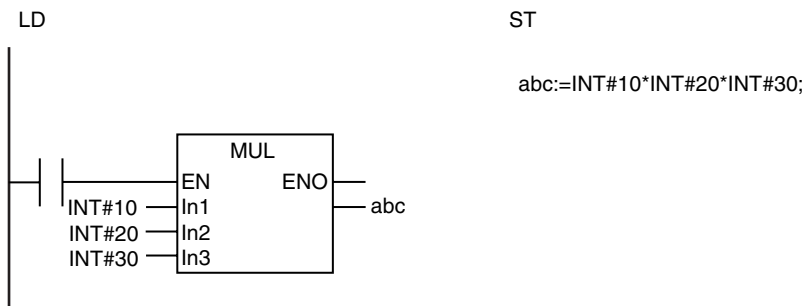 LD
ST
abc:=INT#10*INT#20*INT#30;
MUL
EN ENO
INT#10 In1 abc
INT#20 In2
INT#30 In3